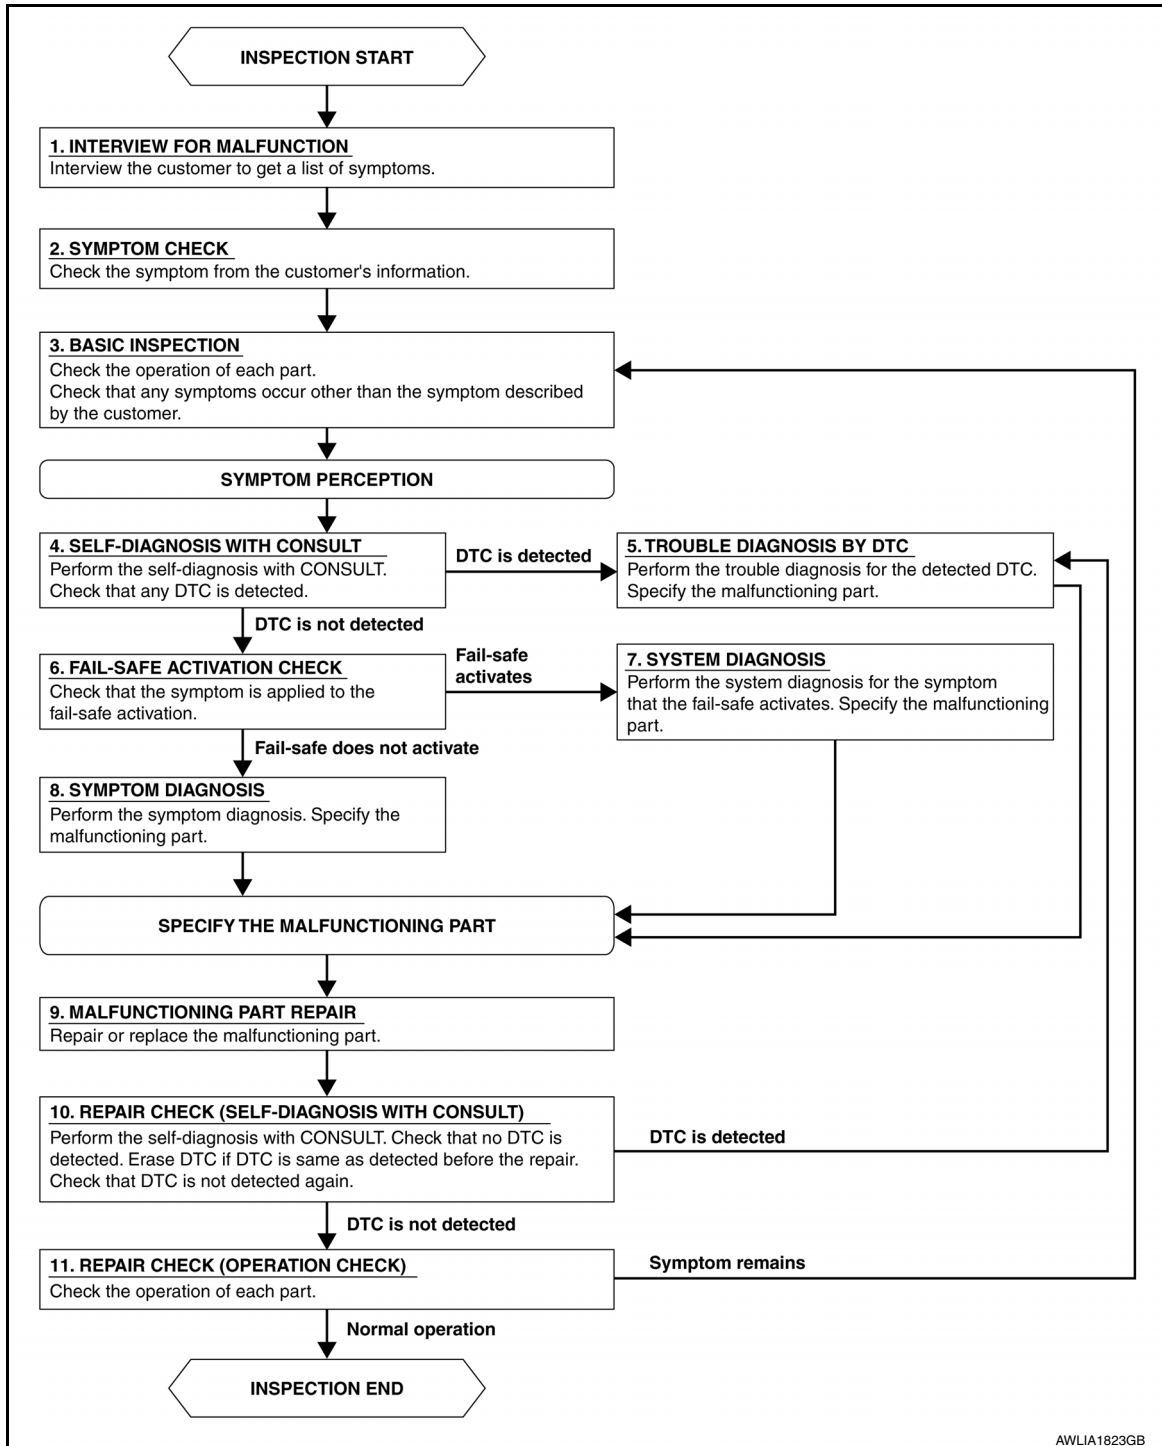 INSPECTION START
1. INTERVIEW FOR MALFUNCTION
Interview the customer to get a list of symptoms.
2. SYMPTOM CHECK
Check the symptom from the customer's information.
3. BASIC INSPECTION
Check the operation of each part.
Check that any symptoms occur other than the symptom described
by the customer.
SYMPTOM PERCEPTION
4. SELF-DIAGNOSIS WITH CONSULT
Perform the self-diagnosis with CONSULT.
Check that any DTC is detected.
DTC is detected
5. TROUBLE DIAGNOSIS BY DTC
Perform the trouble diagnosis for the detected DTC.
Specify the malfunctioning part.
DTC is not detected
6. FAIL-SAFE ACTIVATION CHECK
Check that the symptom is applied to the
fail-safe activation.
Fail-safe
activates
7. SYSTEM DIAGNOSIS
Perform the system diagnosis for the symptom
that the fail-safe activates. Specify the malfunctioning
part.
Fail-safe does not activate
8. SYMPTOM DIAGNOSIS
Perform the symptom diagnosis. Specify the
malfunctioning part.
SPECIFY THE MALFUNCTIONING PART
9. MALFUNCTIONING PART REPAIR
Repair or replace the malfunctioning part.
10. REPAIR CHECK (SELF-DIAGNOSIS WITH CONSULT)
Perform the self-diagnosis with CONSULT. Check that no DTC is
detected. Erase DTC if DTC is same as detected before the repair.
Check that DTC is not detected again.
DTC is detected
DTC is not detected
11. REPAIR CHECK (OPERATION CHECK)
Check the operation of each part.
Symptom remains
Normal operation
INSPECTION END
AWLIA1823GB